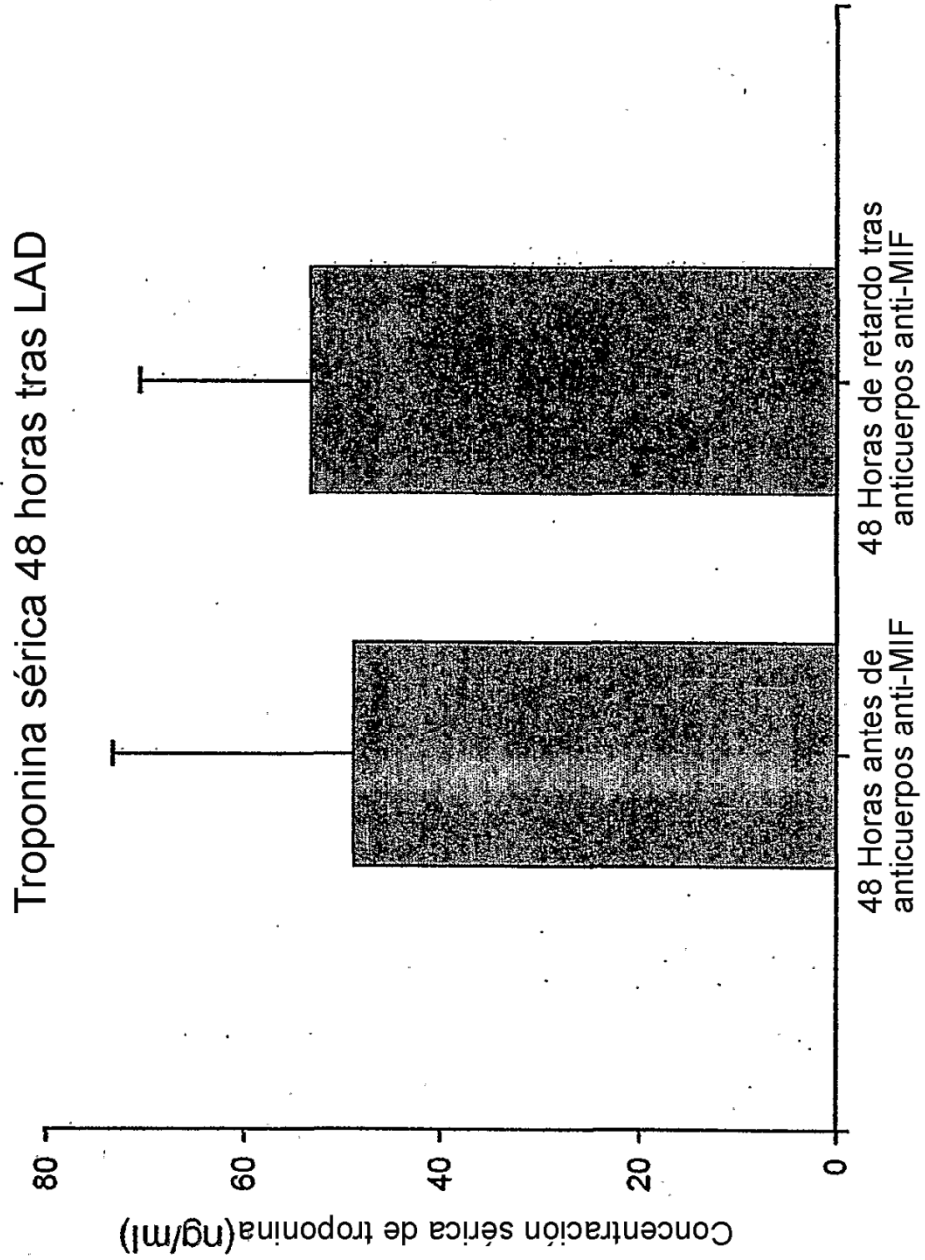 Troponina sérica 48 horas tras LAD
Concentración sérica de troponina(ng/ml)
80
60
40
20
0
48 Horas antes de
anticuerpos anti-MIF
48 Horas de retardo tras
anticuerpos anti-MIF